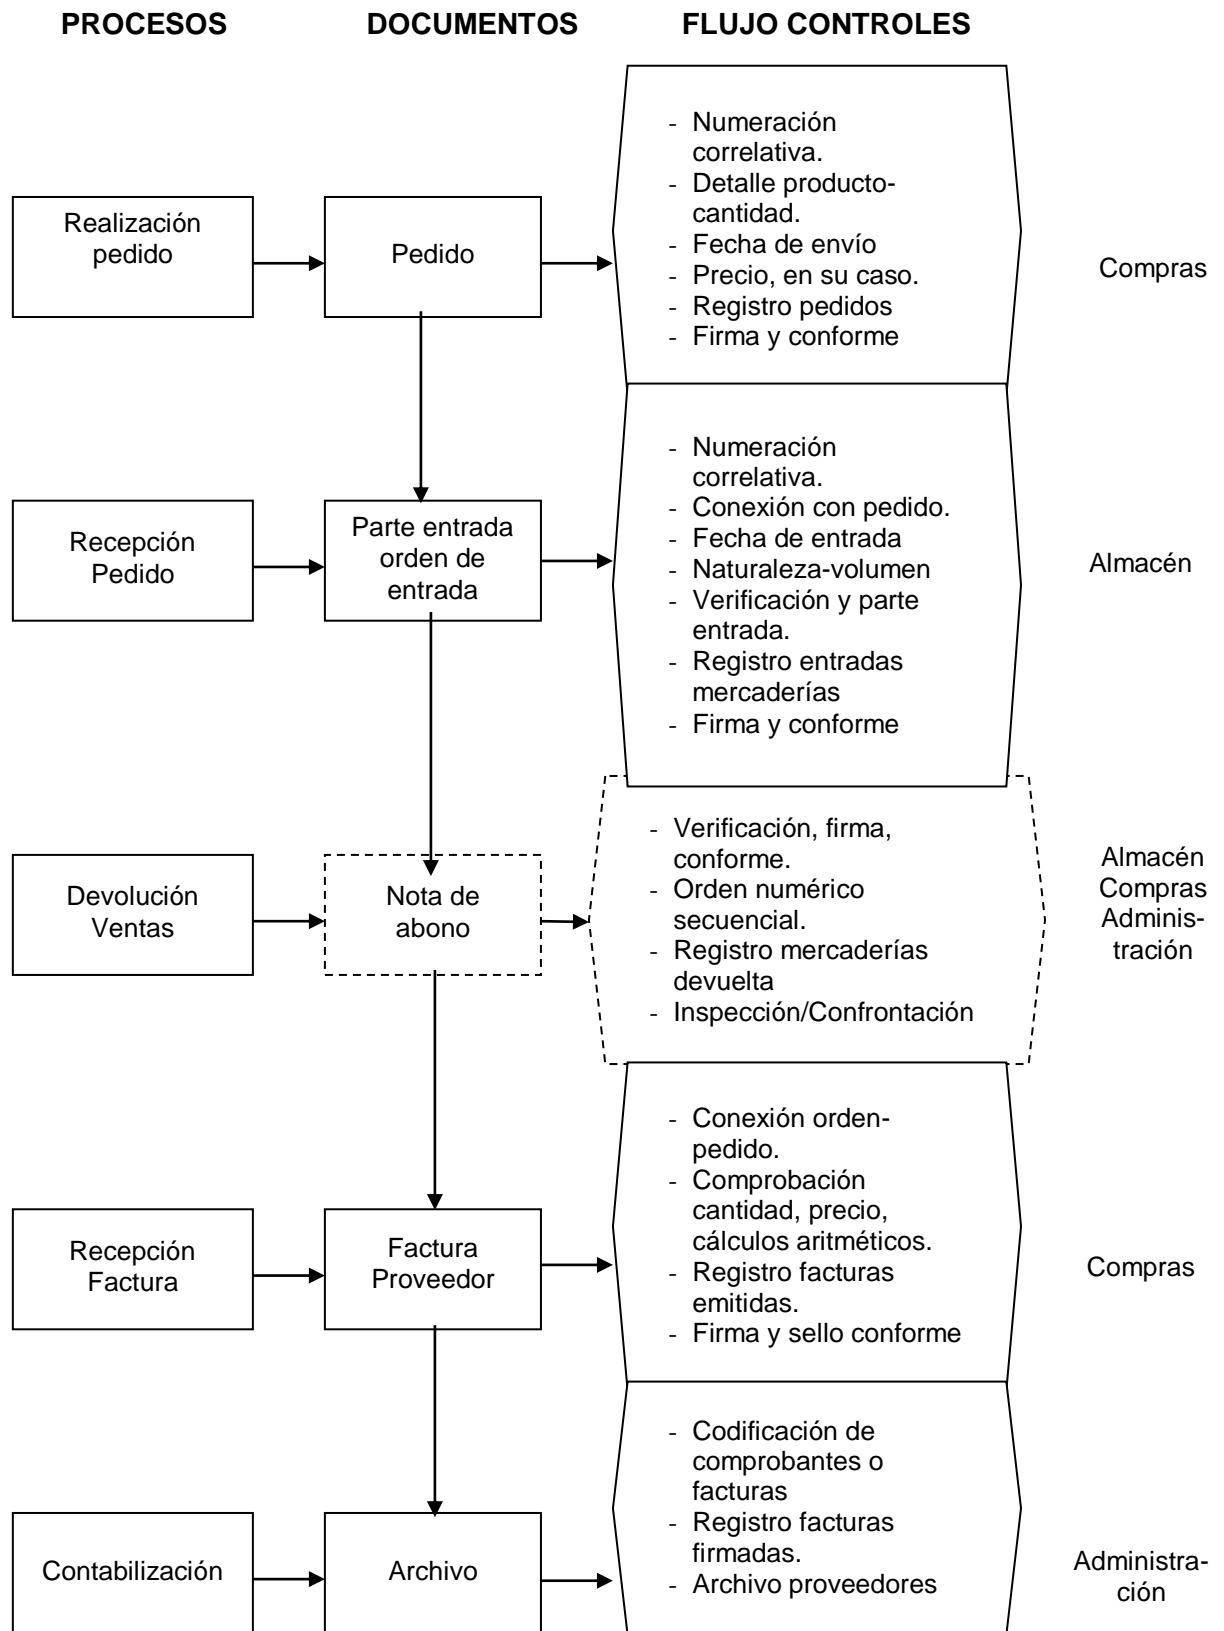 PROCESOS DOCUMENTOS FLUJO CONTROLES
Realización
pedido
Pedido
- Numeración
correlativa.
- Detalle producto-
cantidad.
- Fecha de envío
- Precio, en su caso.
- Registro pedidos
- Firma y conforme
Compras
Recepción
Pedido
Parte entrada
orden de
entrada
- Numeración
correlativa.
- Conexión con pedido.
- Fecha de entrada
- Naturaleza-volumen
- Verificación y parte
entrada.
- Registro entradas
mercaderías
- Firma y conforme
Almacén
Devolución
Ventas
Nota de
abono
- Verificación, firma,
conforme.
- Orden numérico
secuencial.
- Registro mercaderías
devuelta
- Inspección/Confrontación
Almacén
Compras
Adminis-
tración
Recepción
Factura
Factura
Proveedor
- Conexión orden-
pedido.
- Comprobación
cantidad, precio,
cálculos aritméticos.
- Registro facturas
emitidas.
- Firma y sello conforme
Compras
Contabilización
Archivo
- Codificación de
comprobantes o
facturas
- Registro facturas
firmadas.
- Archivo proveedores
Administra-
ción